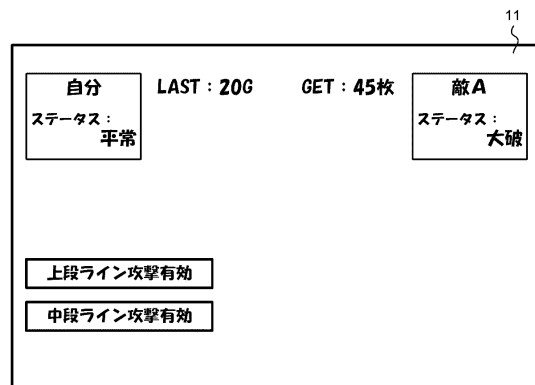 11
自分
LAST:20G
GET:45枚
敵A
ステータス:
平常
ステータス:
大破
上段ライン攻撃有効
中段ライン攻撃有効